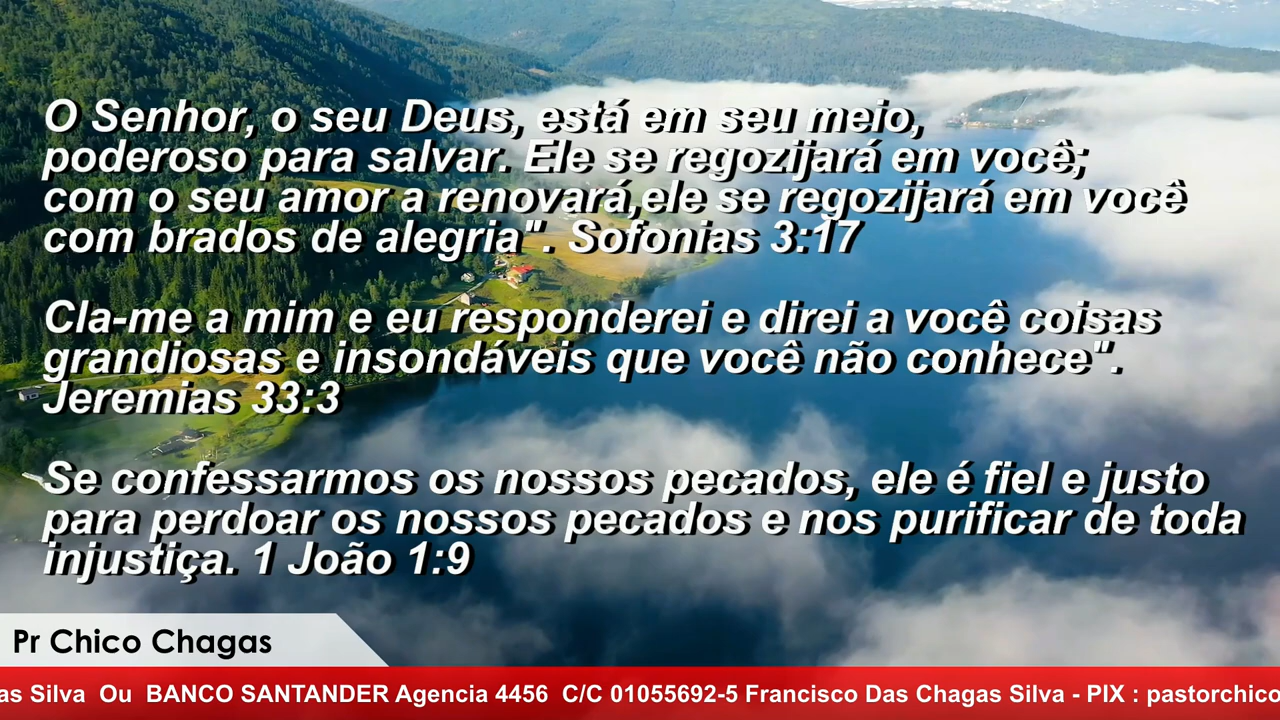 O Senhor, o seu Deus, está em seu meio,
poderoso para salvar. Ele se regozijará em você;
com o seu amor a renovará,ele se regozijará em você
com brados de alegria". Sofonias 3:17
Cla-me a mim e eu responderei e direi a você coisas
grandiosas e insondáveis que você não conhece".
Jeremias 33:3
Se confessarmos os nossos pecados, ele é fiel e justo
para perdoar os nossos pecados e nos purificar de toda
injustiça. 1 João 1:9
Pr Chico Chagas
as Silva Ou BANCO SANTANDER Agencia 4456 C/C 01055692-5 Francisco Das Chagas Silva - PIX : pastorchico